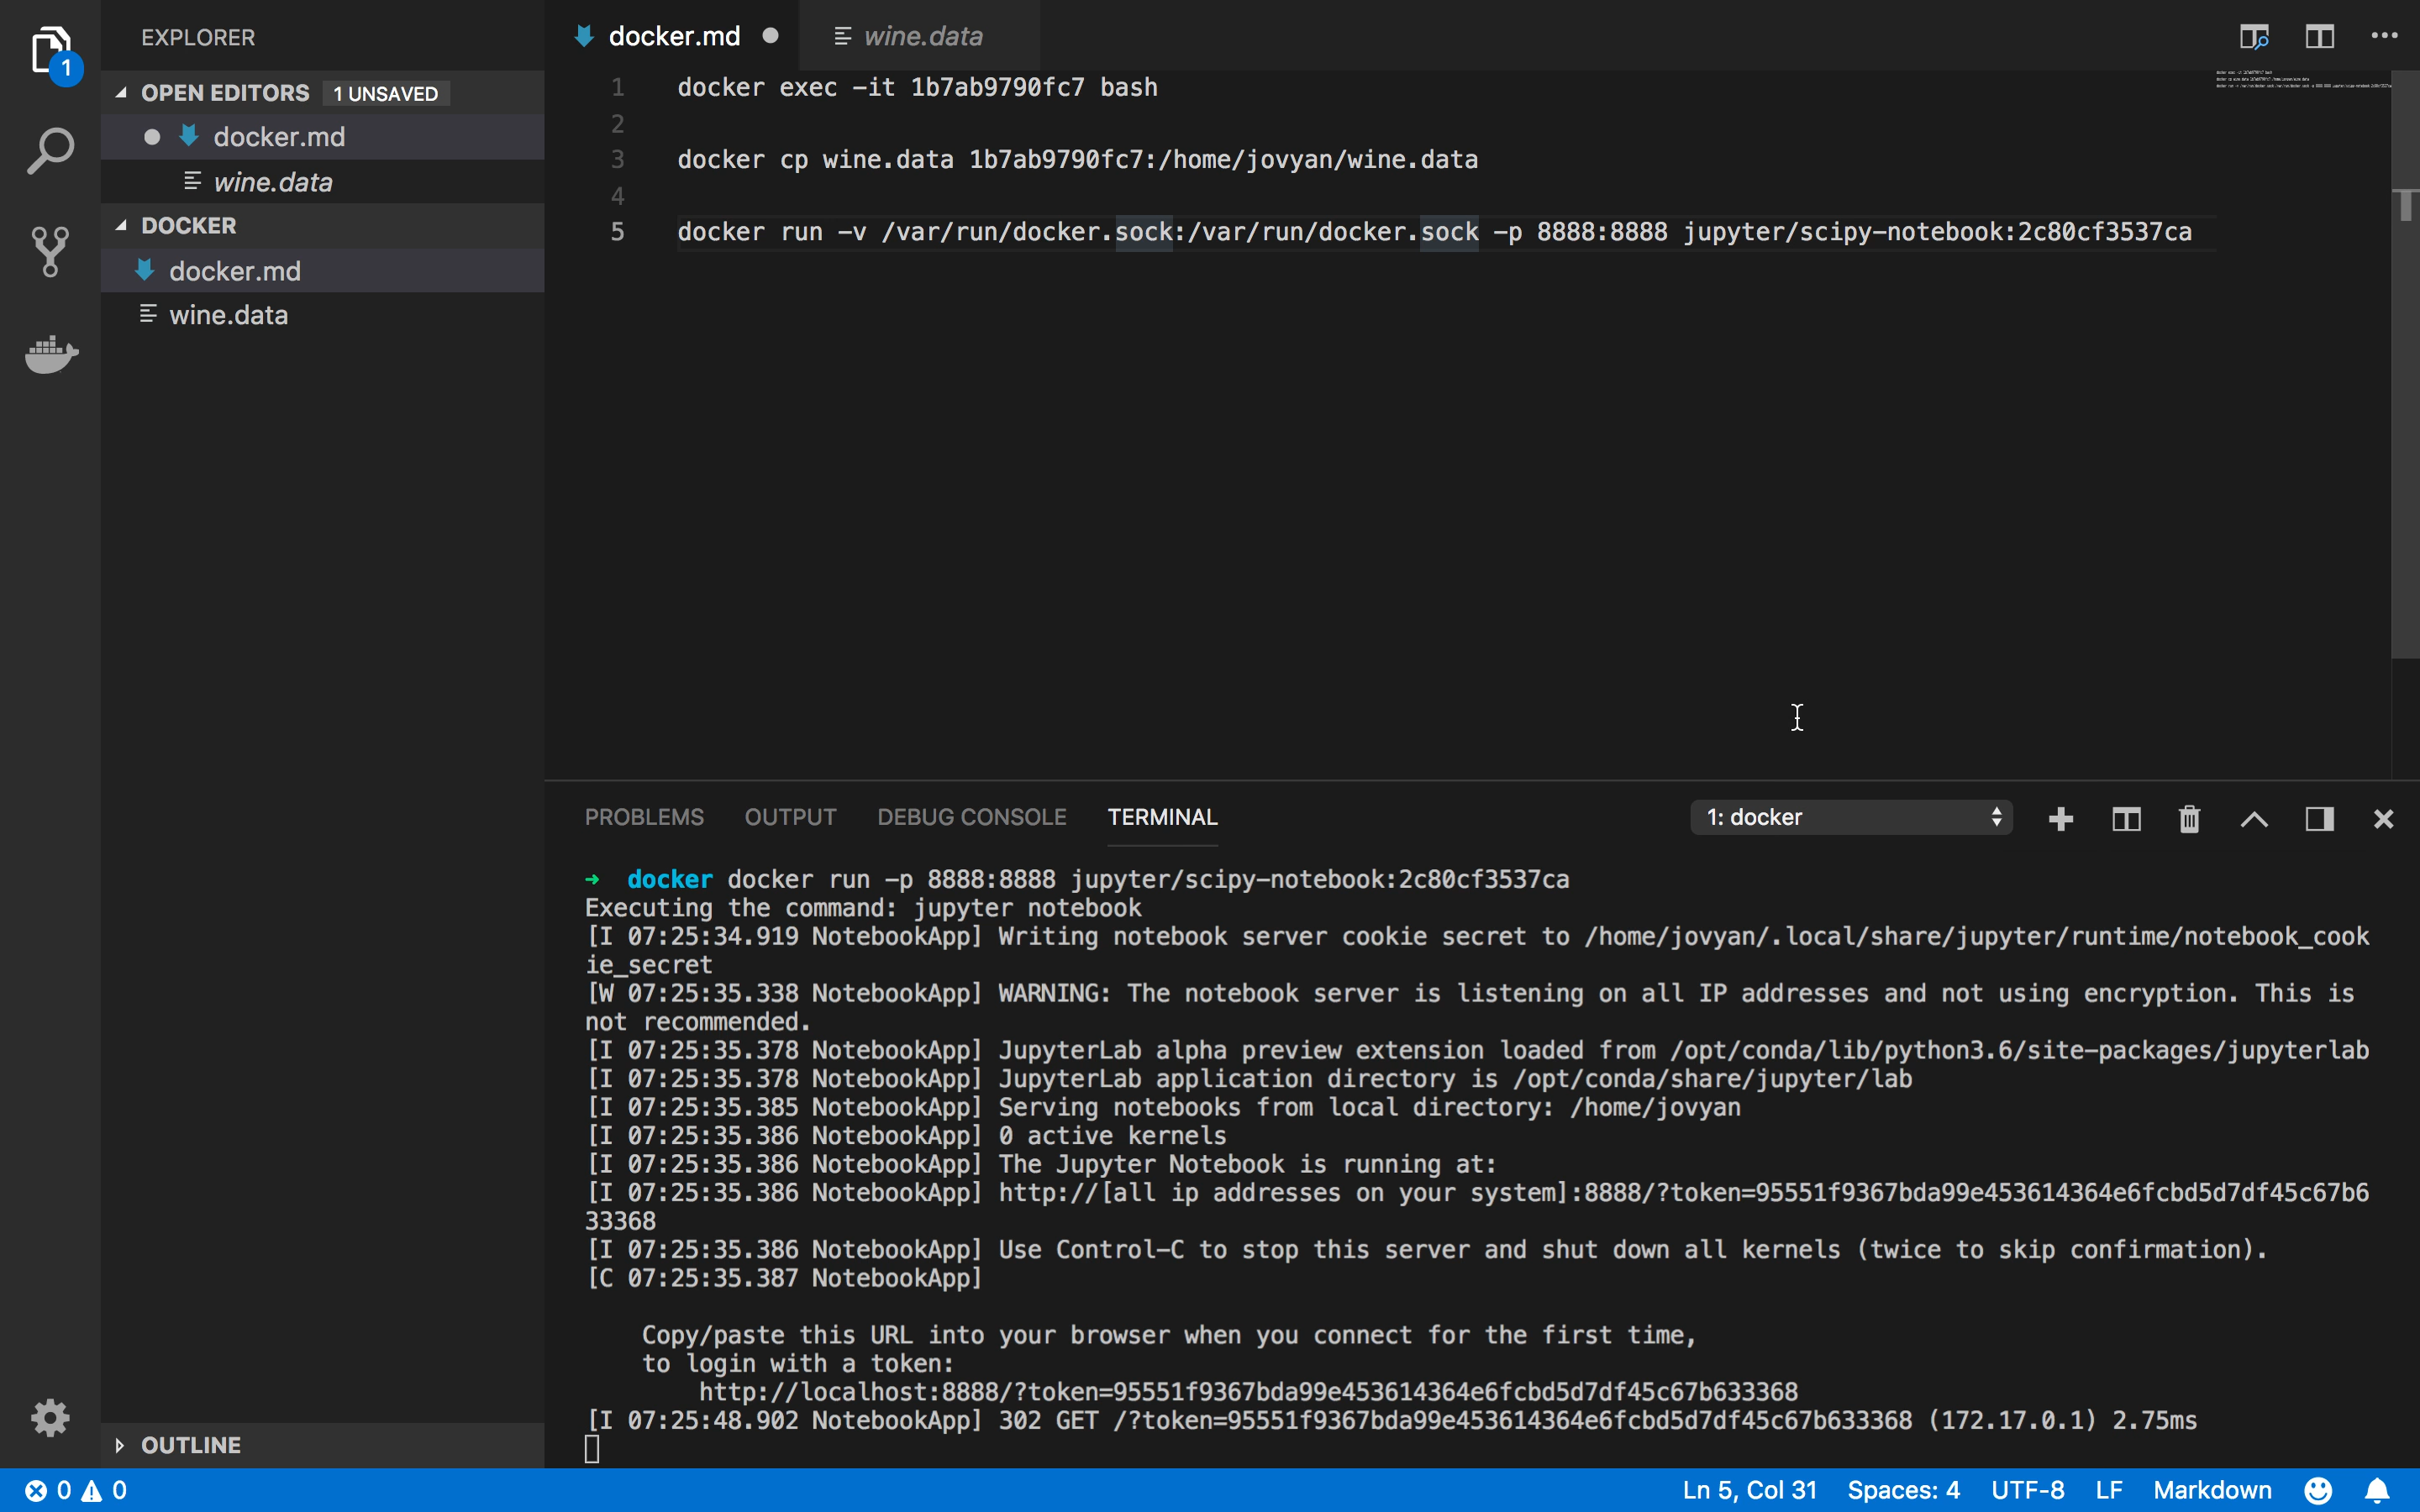 EXPLORER
1
OPEN EDITORS 1 UNSAVED
docker.md
wine.data
DOCKER
docker.md
wine.data
OUTLINE
docker.md
wine.data
1 docker exec -it 1b7ab9790fc7 bash
2
3 docker cp wine.data 1b7ab9790fc7:/home/jovyan/wine.data
4
5 docker run -v /var/run/docker.sock:/var/run/docker.sock -p 8888:8888 jupyter/scipy-notebook:2c80cf3537ca
PROBLEMS OUTPUT DEBUG CONSOLE TERMINAL 1: docker
→ docker docker run -p 8888:8888 jupyter/scipy-notebook:2c80cf3537ca
Executing the command: jupyter notebook
[I 07:25:34.919 NotebookApp] Writing notebook server cookie secret to /home/jovyan/.local/share/jupyter/runtime/notebook_cook
ie_secret
[W 07:25:35.338 NotebookApp] WARNING: The notebook server is listening on all IP addresses and not using encryption. This is
not recommended.
[I 07:25:35.378 NotebookApp] JupyterLab alpha preview extension loaded from /opt/conda/lib/python3.6/site-packages/jupyterlab
[I 07:25:35.378 NotebookApp] JupyterLab application directory is /opt/conda/share/jupyter/lab
[I 07:25:35.385 NotebookApp] Serving notebooks from local directory: /home/jovyan
[I 07:25:35.386 NotebookApp] 0 active kernels
[I 07:25:35.386 NotebookApp] The Jupyter Notebook is running at:
[I 07:25:35.386 NotebookApp] http://[all ip addresses on your system]:8888/?token=95551f9367bda99e453614364e6fcbd5d7df45c67b6
33368
[I 07:25:35.386 NotebookApp] Use Control-C to stop this server and shut down all kernels (twice to skip confirmation).
[C 07:25:35.387 NotebookApp]
Copy/paste this URL into your browser when you connect for the first time,
to login with a token:
http://localhost:8888/?token=95551f9367bda99e453614364e6fcbd5d7df45c67b633368
[I 07:25:48.902 NotebookApp] 302 GET /?token=95551f9367bda99e453614364e6fcbd5d7df45c67b633368 (172.17.0.1) 2.75ms
0 0 Ln 5, Col 31 Spaces: 4 UTF-8 LF Markdown